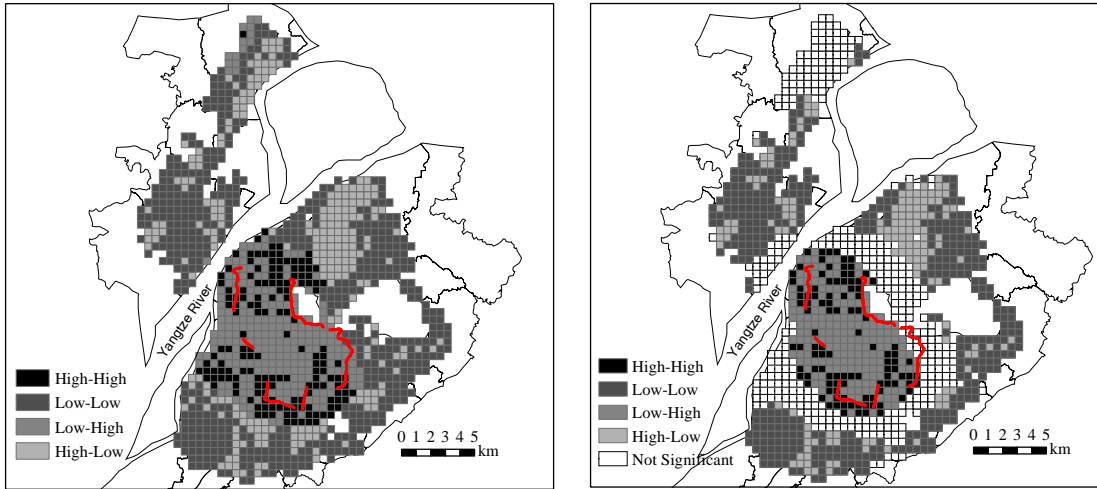 Yangtze River
High-High
Low-Low
Low-High
High-Low
0 1 2 3 4 5
km
Yangtze River
High-High
Low-Low
Low-High
High-Low
Not Significant
0 1 2 3 4 5
km